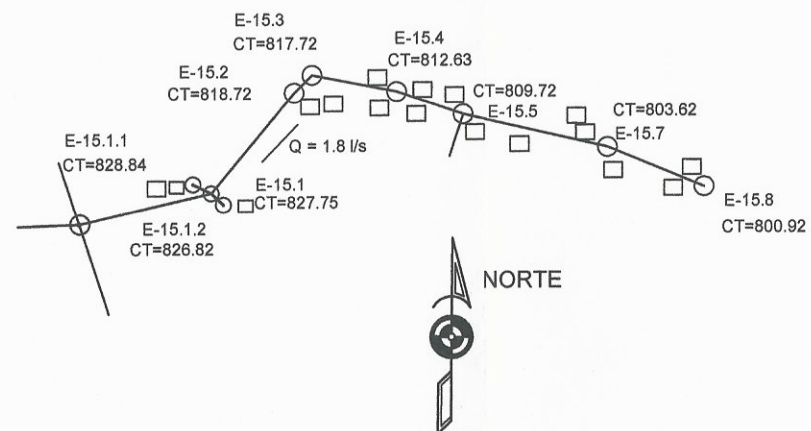 E-15.3
CT=817.72
E-15.4
CT=812.63
E-15.2
CT=818.72
CT=809.72
E-15.5
CT=803.62
E-15.7
Q = 1.8 l/s
E-15.1.1
CT=828.84
E-15.1
CT=827.75
E-15.1.2
CT=826.82
E-15.8
CT=800.92
NORTE